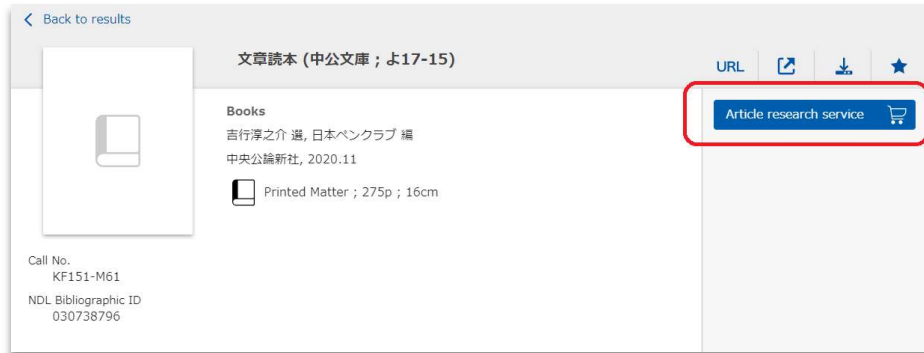 Back to results
文章読本 (中公文庫 ; よ17-15)
URL
Article research service
Books
吉行淳之介 選, 日本ペンクラブ 編
中央公論新社, 2020.11
Printed Matter ; 275p ; 16cm
Call No.
KF151-M61
NDL Bibliographic ID
030738796